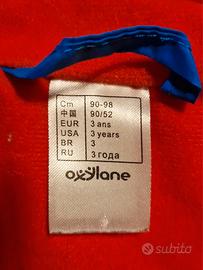 Cm 90-98
中国 90/52
EUR 3 ans
USA 3 years
BR 3
RU 3 года
oxylane
subito